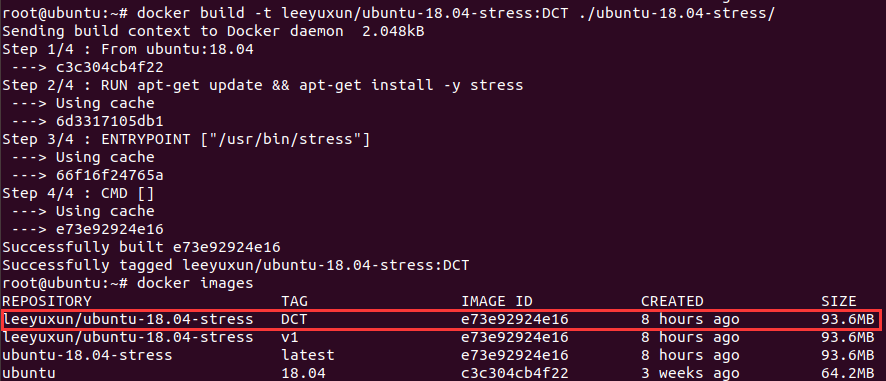 root@ubuntu:~# docker build -t leeyuxun/ubuntu-18.04-stress:DCT ./ubuntu-18.04-stress/
Sending build context to Docker daemon  2.048kB
Step 1/4 : From ubuntu:18.04
 ---> c3c304cb4f22
Step 2/4 : RUN apt-get update && apt-get install -y stress
 ---> Using cache
 ---> 6d3317105db1
Step 3/4 : ENTRYPOINT ["/usr/bin/stress"]
 ---> Using cache
 ---> 66f16f24765a
Step 4/4 : CMD []
 ---> Using cache
 ---> e73e92924e16
Successfully built e73e92924e16
Successfully tagged leeyuxun/ubuntu-18.04-stress:DCT
root@ubuntu:~# docker images
REPOSITORY                     TAG                 IMAGE ID            CREATED             SIZE
leeyuxun/ubuntu-18.04-stress   DCT                 e73e92924e16        8 hours ago         93.6MB
leeyuxun/ubuntu-18.04-stress   v1                  e73e92924e16        8 hours ago         93.6MB
ubuntu-18.04-stress            latest              e73e92924e16        8 hours ago         93.6MB
ubuntu                         18.04               c3c304cb4f22        3 weeks ago         64.2MB